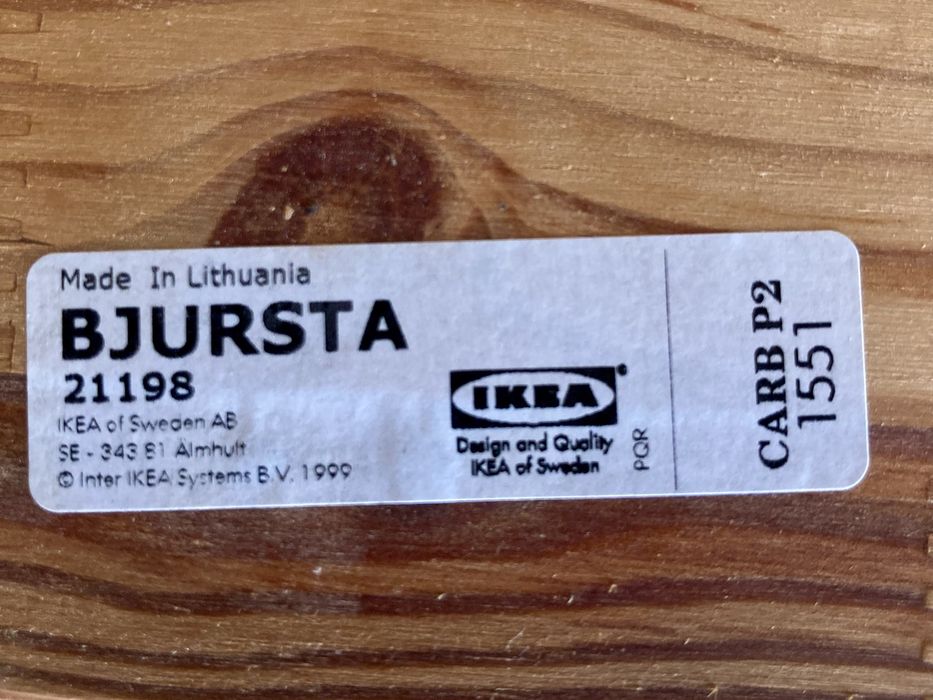 Made In Lithuania
BJURSTA
21198
IKEA of Sweden AB
SE - 343 81 Älmhult
© Inter IKEA Systems B.V. 1999
IKEA®
Design and Quality
IKEA of Sweden
PQR
CARB P2
1551